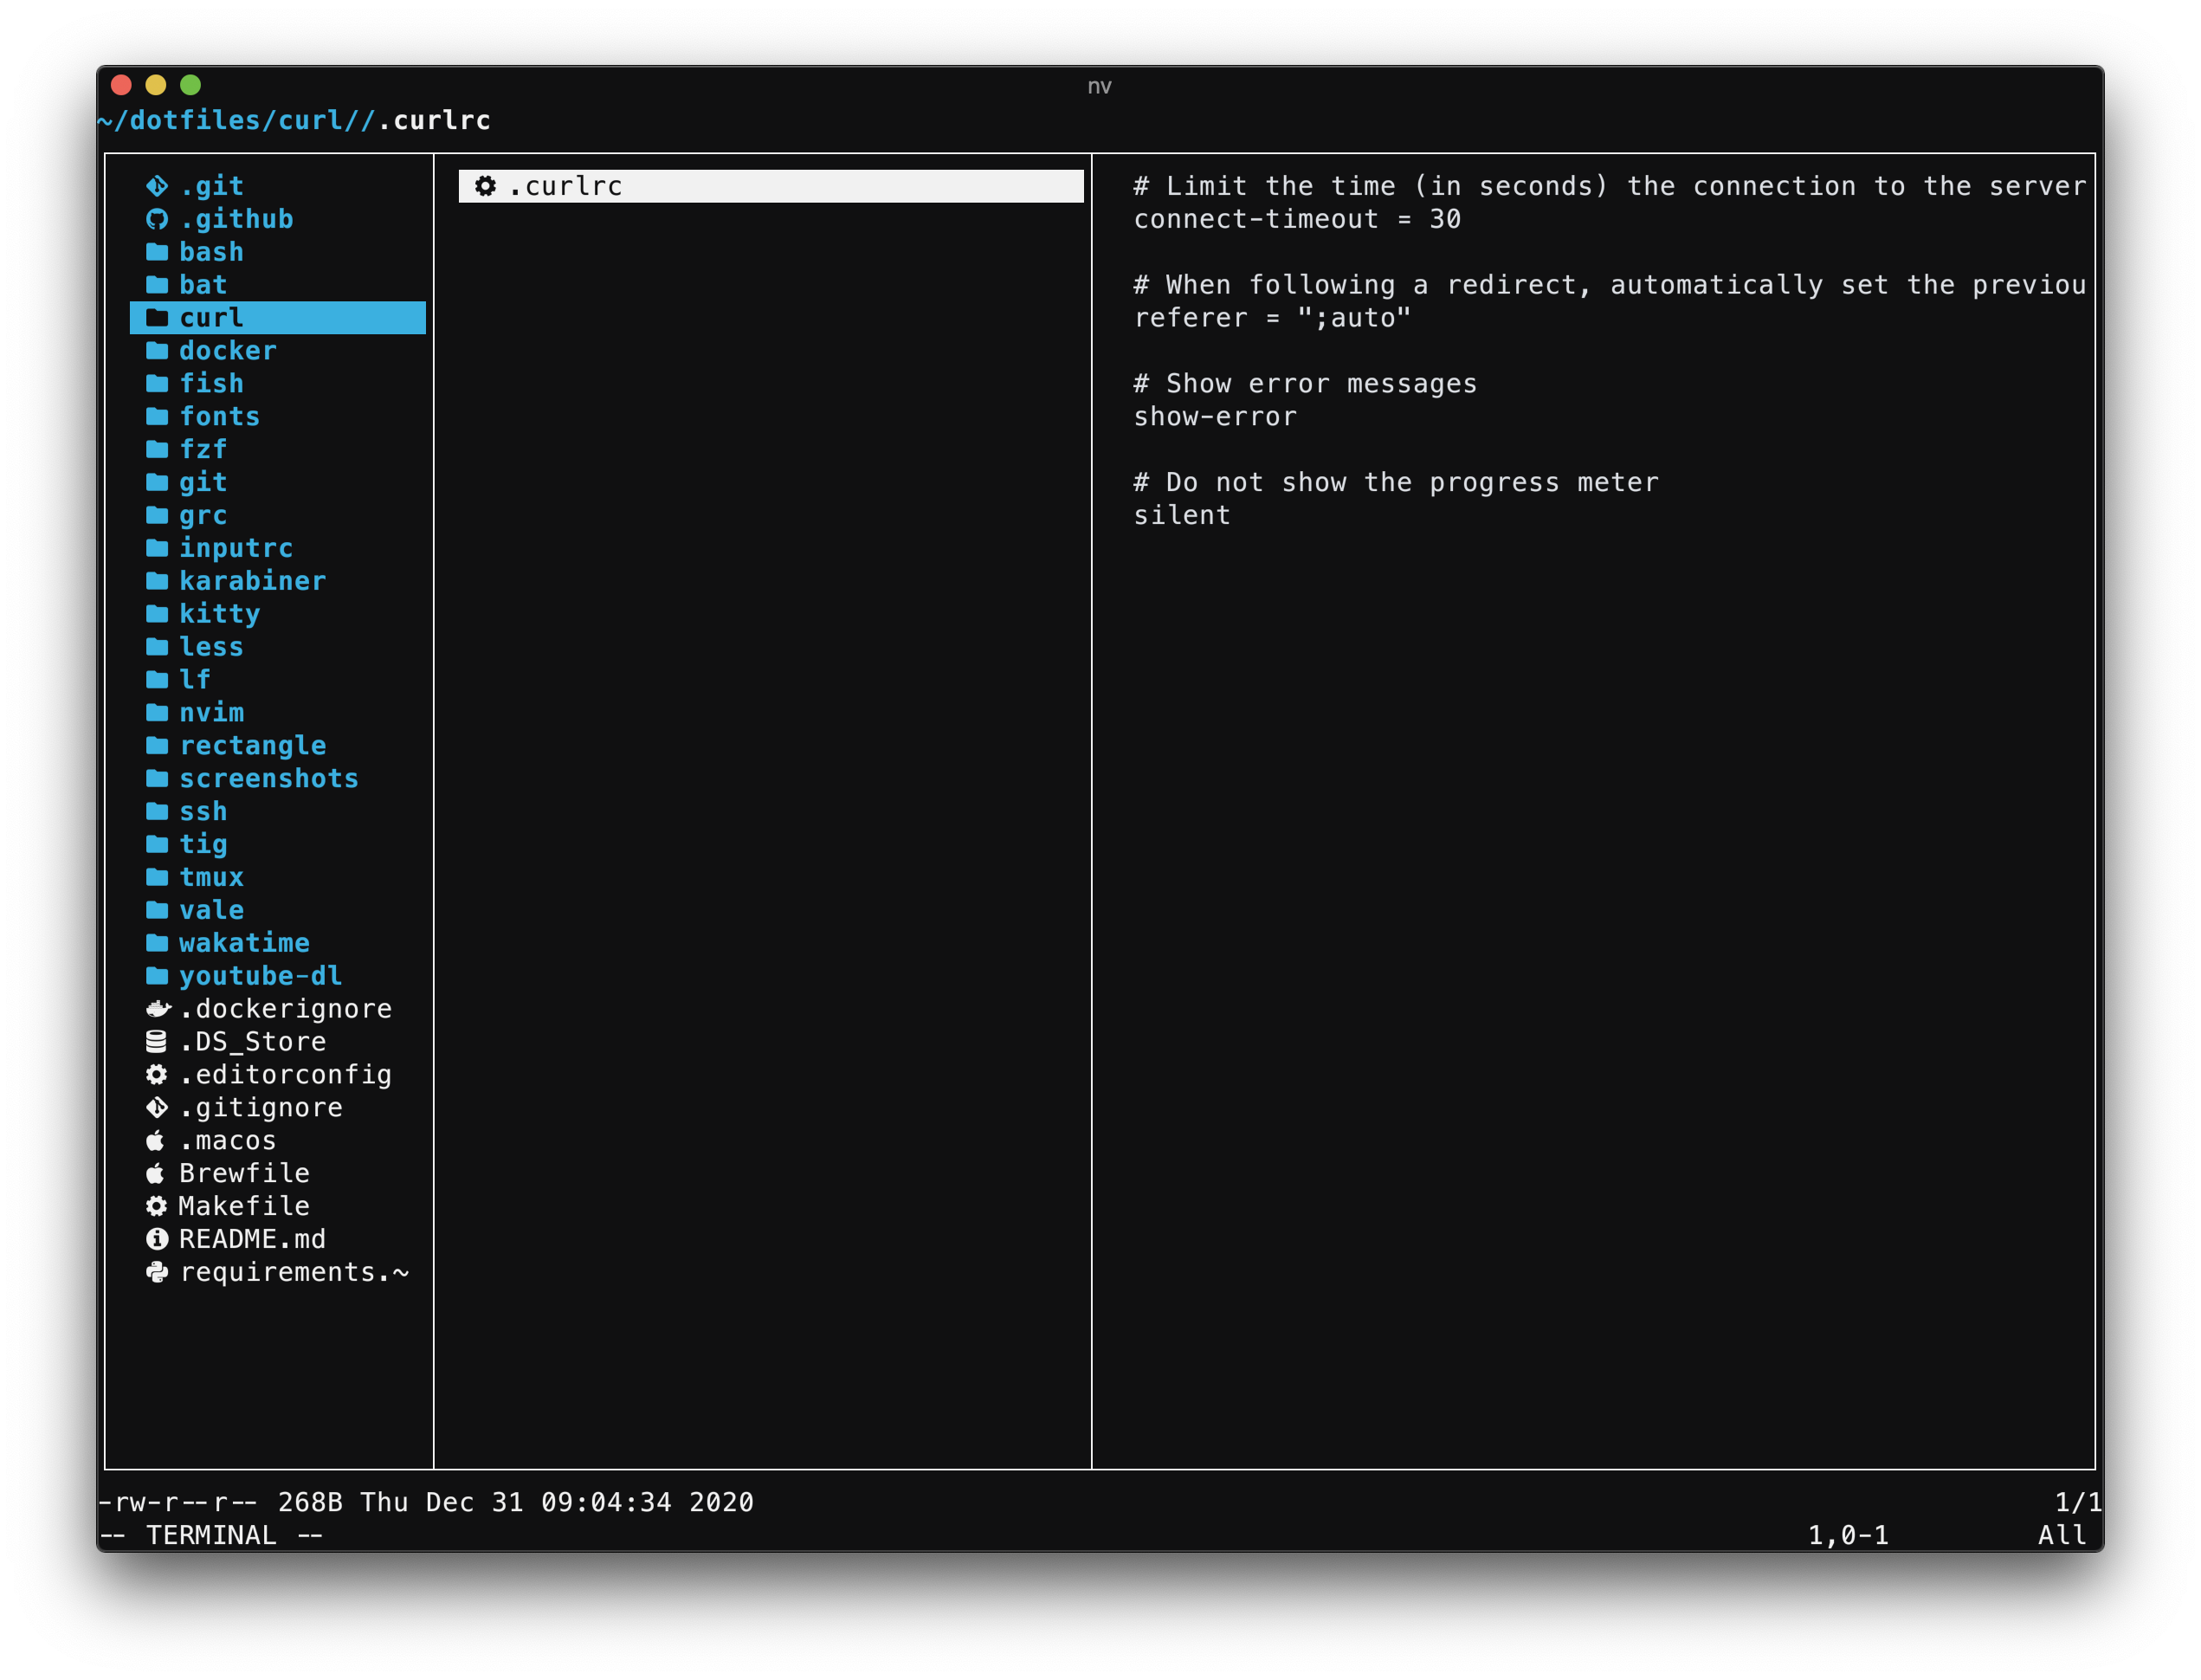 nv
~/dotfiles/curl//.curlrc
.git
.github
bash
bat
curl
docker
fish
fonts
fzf
git
grc
inputrc
karabiner
kitty
less
lf
nvim
rectangle
screenshots
ssh
tig
tmux
vale
wakatime
youtube-dl
.dockerignore
.DS_Store
.editorconfig
.gitignore
.macos
Brewfile
Makefile
README.md
requirements.~
.curlrc
# Limit the time (in seconds) the connection to the server
connect-timeout = 30
# When following a redirect, automatically set the previou
referer = ";auto"
# Show error messages
show-error
# Do not show the progress meter
silent
-rw-r--r-- 268B Thu Dec 31 09:04:34 2020 1/1
-- TERMINAL -- 1,0-1 All